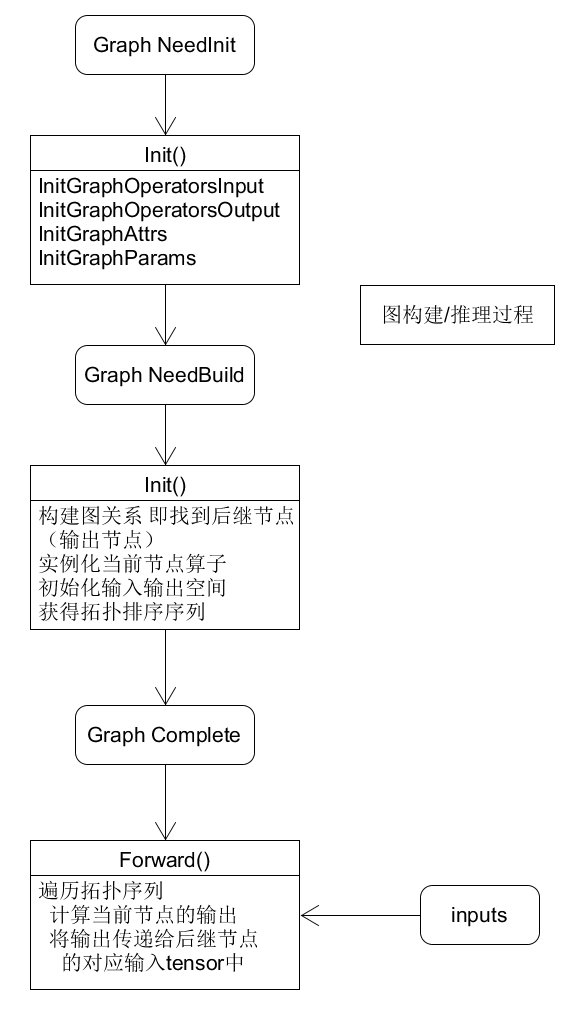 Graph NeedInit
Init()
InitGraphOperatorsInput
InitGraphOperatorsOutput
InitGraphAttrs
InitGraphParams
图构建/推理过程
Graph NeedBuild
Init()
构建图关系 即找到后继节点
（输出节点）
实例化当前节点算子
初始化输入输出空间
获得拓扑排序序列
Graph Complete
Forward()
遍历拓扑序列
计算当前节点的输出
将输出传递给后继节点
的对应输入tensor中
inputs